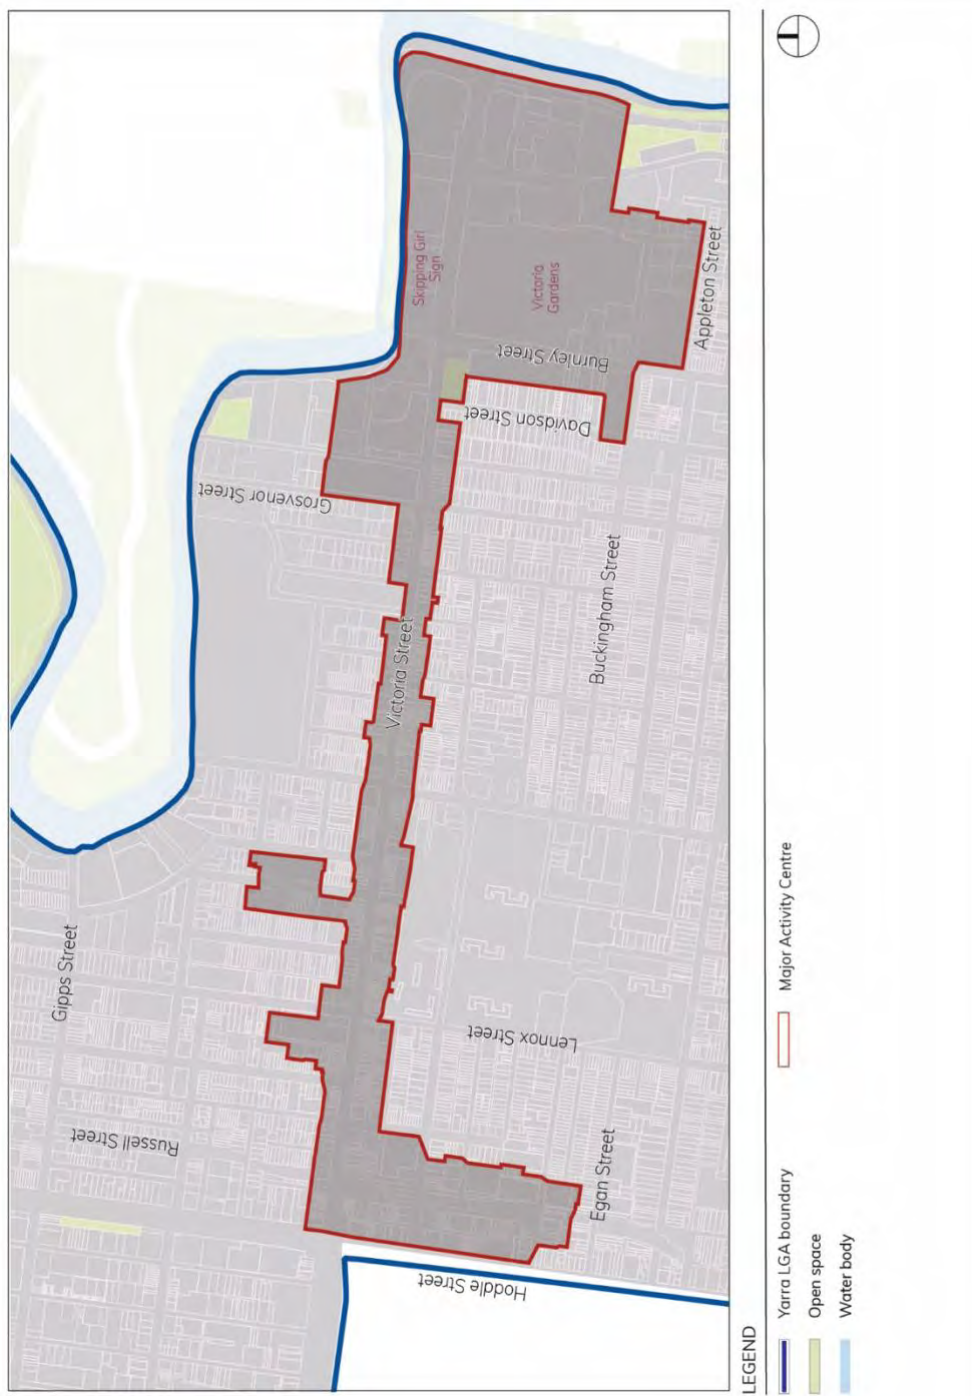 Gipps Street
Russell Street
Hoddle Street
Egan Street
Lennox Street
Victoria Street
Buckingham Street
Grosvenor Street
Davidson Street
Burnley Street
Skipping Girl
Sign
Victoria
Gardens
Appleton Street
LEGEND
Yarra LGA boundary
Open space
Water body
Major Activity Centre